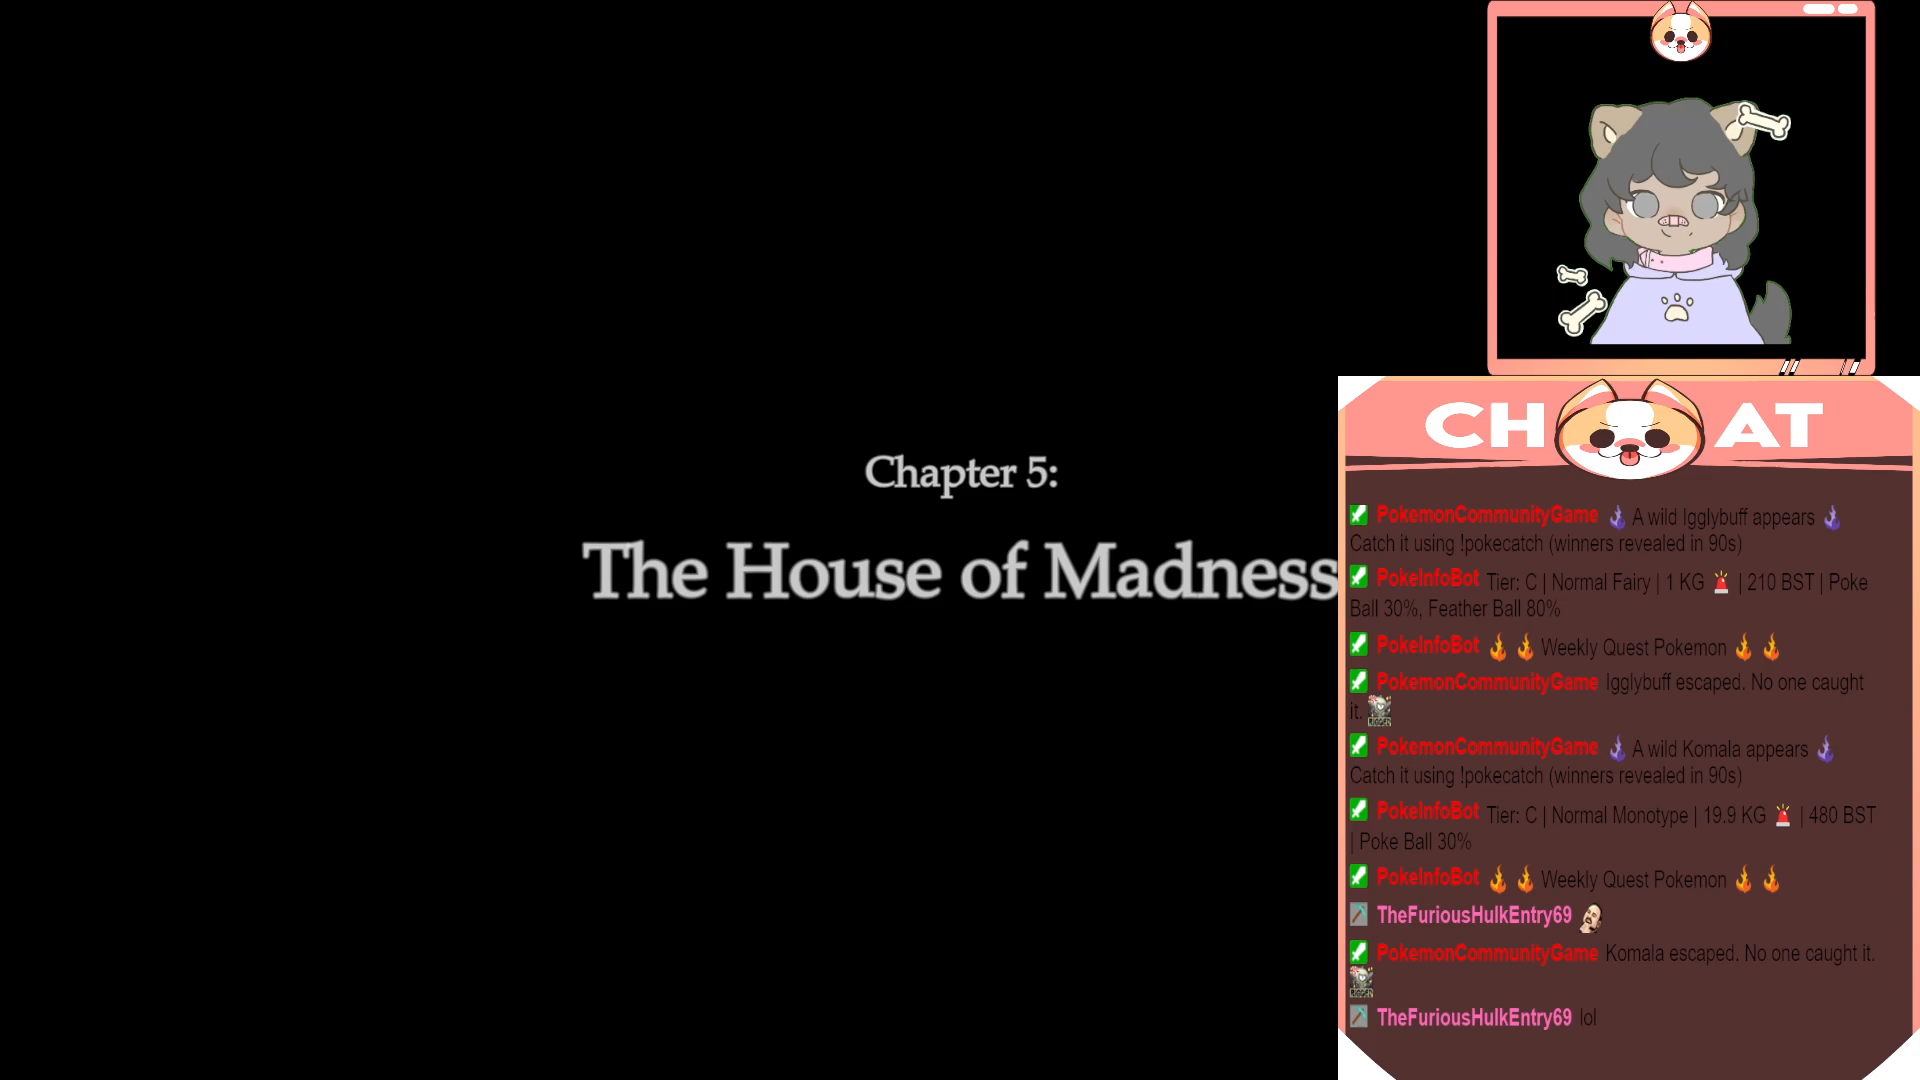 Chapter 5:
The House of Madness
CH AT
PokemonCommunityGame A wild Igglybuff appears
Catch it using !pokecatch (winners revealed in 90s)
PokeInfoBot Tier: C | Normal Fairy | 1 KG | 210 BST | Poke
Ball 30%, Feather Ball 80%
PokeInfoBot Weekly Quest Pokemon
PokemonCommunityGame Igglybuff escaped. No one caught
it.
PokemonCommunityGame A wild Komala appears
Catch it using !pokecatch (winners revealed in 90s)
PokeInfoBot Tier: C | Normal Monotype | 19.9 KG | 480 BST
| Poke Ball 30%
PokeInfoBot Weekly Quest Pokemon
TheFuriousHulkEntry69
PokemonCommunityGame Komala escaped. No one caught it.
TheFuriousHulkEntry69 lol